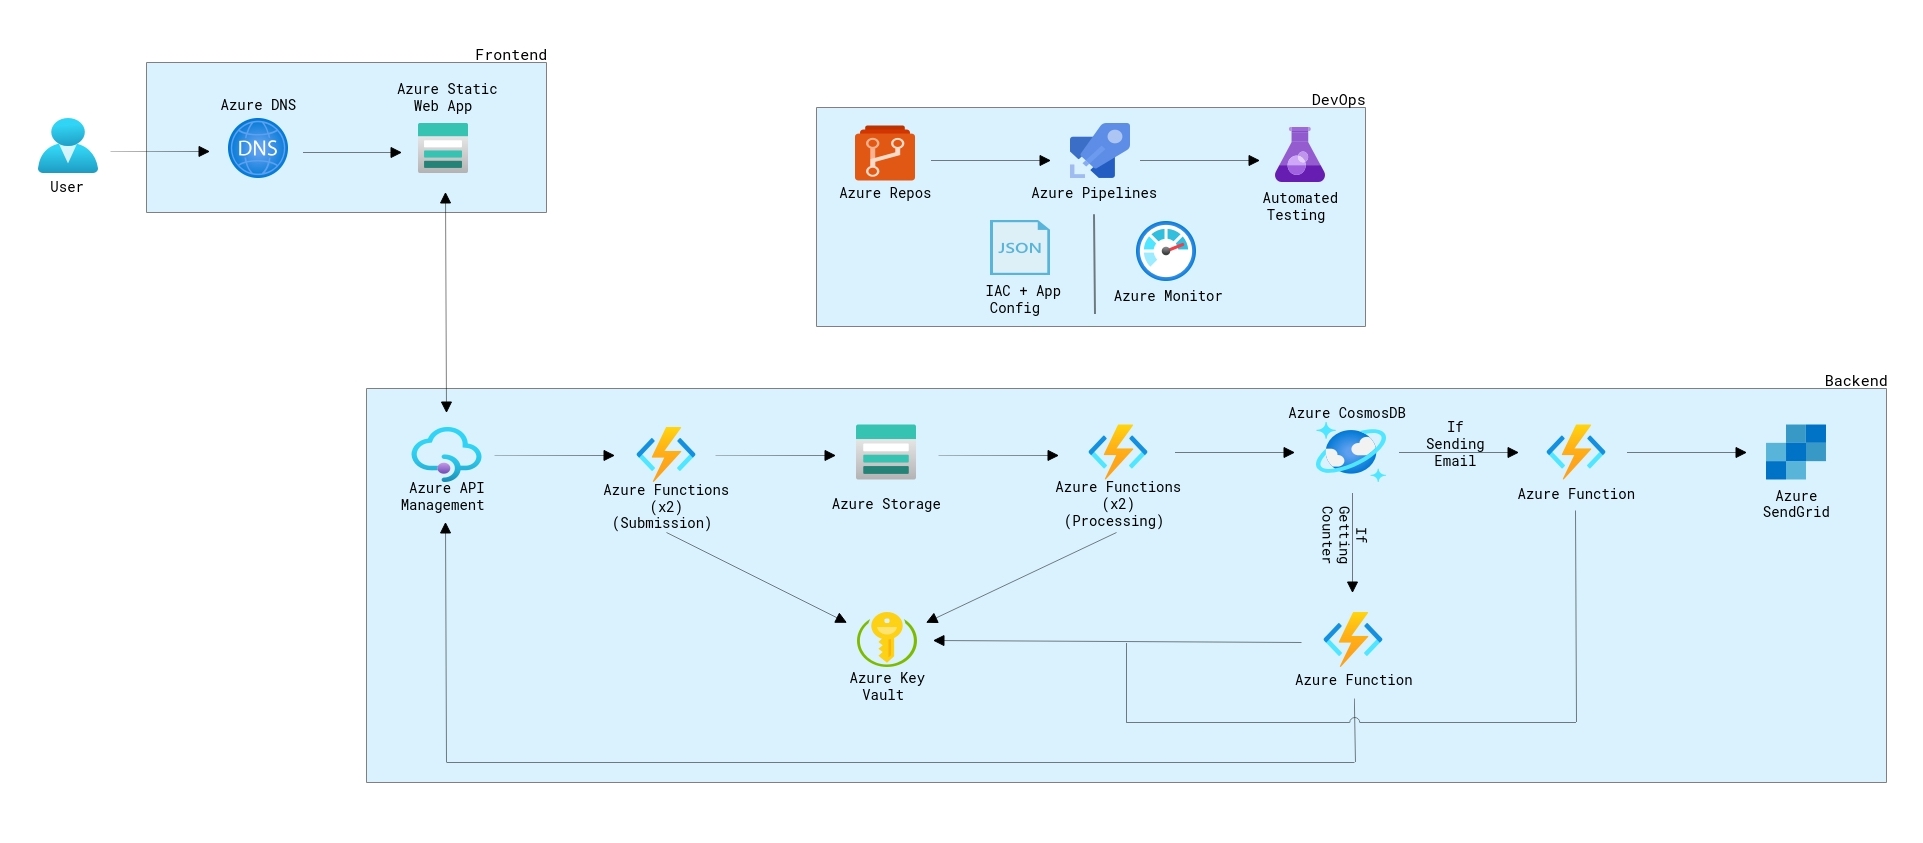 Frontend
Azure DNS
Azure Static
Web App
DNS
User
DevOps
Azure Repos
Azure Pipelines
Automated
Testing
JSON
IAC + App
Config
Azure Monitor
Backend
Azure API
Management
Azure Functions
(x2)
(Submission)
Azure Storage
Azure Functions
(x2)
(Processing)
Azure CosmosDB
If
Sending
Email
Azure Function
Azure
SendGrid
If
Getting
Counter
Azure Key
Vault
Azure Function